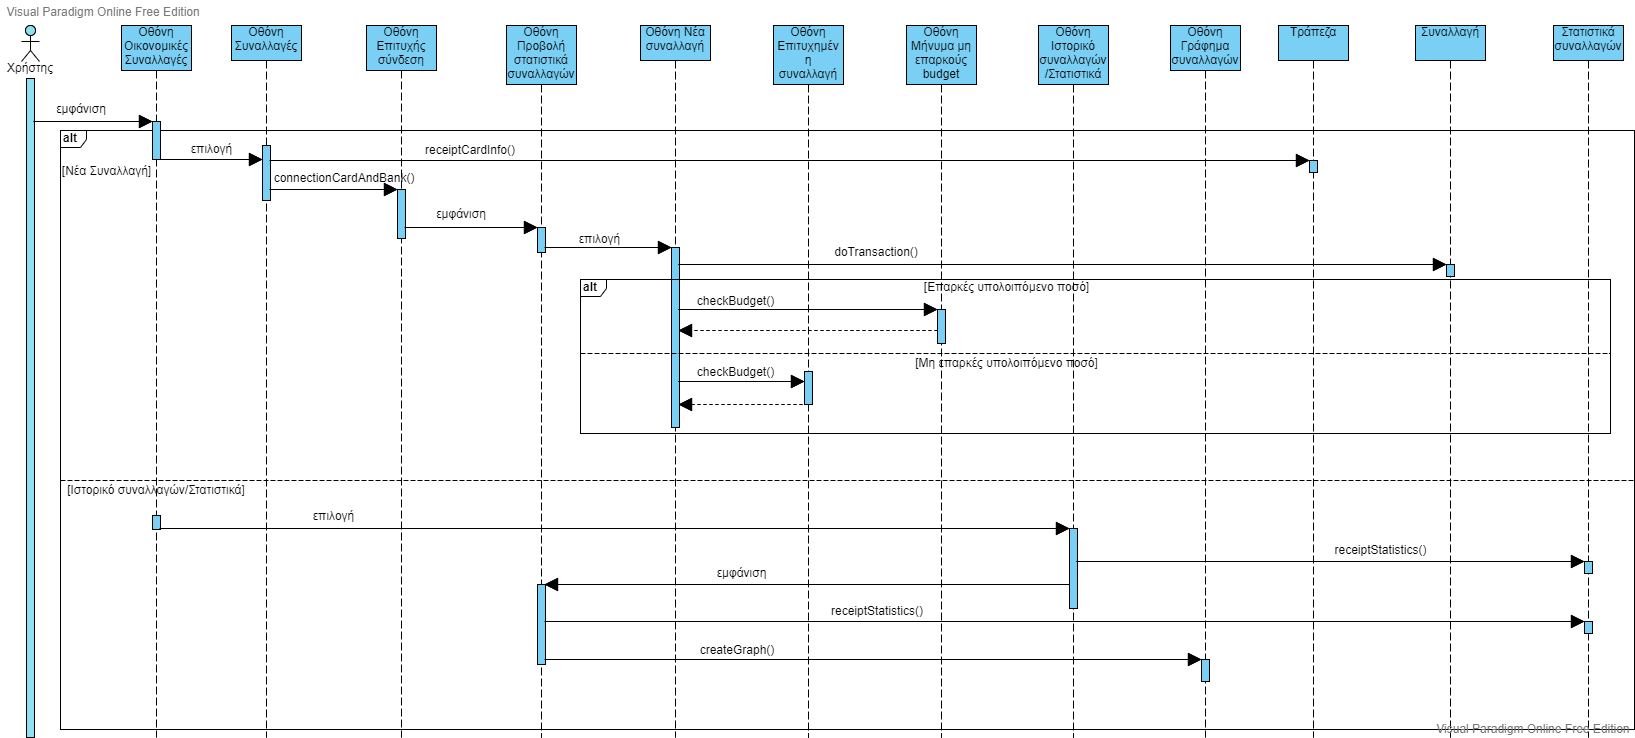 Visual Paradigm Online Free Edition
Χρήστης
Οθόνη
Οικονομικές
Συναλλαγές
Οθόνη
Συναλλαγές
Οθόνη
Επιτυχής
σύνδεση
Οθόνη
Προβολή
στατιστικά
συναλλαγών
Οθόνη Νέα
συναλλαγή
Οθόνη
Επιτυχημέν
η
συναλλαγή
Οθόνη
Μήνυμα μη
επαρκούς
budget
Οθόνη
Ιστορικό
συναλλαγών
/Στατιστικά
Οθόνη
Γράφημα
συναλλαγών
Τράπεζα
Συναλλαγή
Στατιστικά
συναλλαγών
εμφάνιση
alt
επιλογή
receiptCardInfo()
[Νέα Συναλλαγή]
connectionCardAndBank()
εμφάνιση
επιλογή
doTransaction()
alt
[Επαρκές υπολοιπόμενο ποσό]
checkBudget()
[Μη επαρκές υπολοιπόμενο ποσό]
checkBudget()
[Ιστορικό συναλλαγών/Στατιστικά]
επιλογή
receiptStatistics()
εμφάνιση
receiptStatistics()
createGraph()
Visual Paradigm Online Free Edition